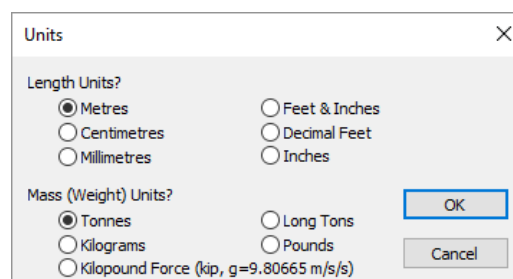 Units
Length Units?
Metres Feet & Inches
Centimetres Decimal Feet
Millimetres Inches
Mass (Weight) Units?
Tonnes Long Tons
OK
Kilograms Pounds
Cancel
Kilopound Force (kip, g=9.80665 m/s/s)